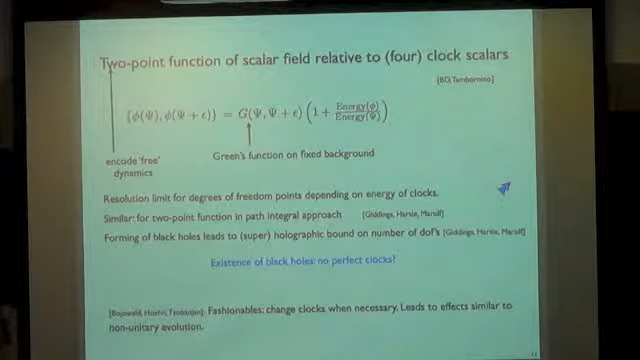 Two-point function of scalar field relative to (four) clock scalars
[BD, Tambornino]
{ϕ(Ψ), ϕ(Ψ + ϵ)} = G(Ψ, Ψ + ϵ) (1 + Energy(ϕ)/Energy(Ψ))
encode 'free'
dynamics
Green's function on fixed background
Resolution limit for degrees of freedom points depending on energy of clocks.
Similar: for two-point function in path integral approach [Giddings, Hartle, Marolf]
Forming of black holes leads to (super) holographic bound on number of dof's [Giddings, Hartle, Marolf]
Existence of black holes: no perfect clocks?
[Bojowald, Hoehn, Tsobanjan]: Fashionables: change clocks when necessary. Leads to effects similar to
non-unitary evolution.